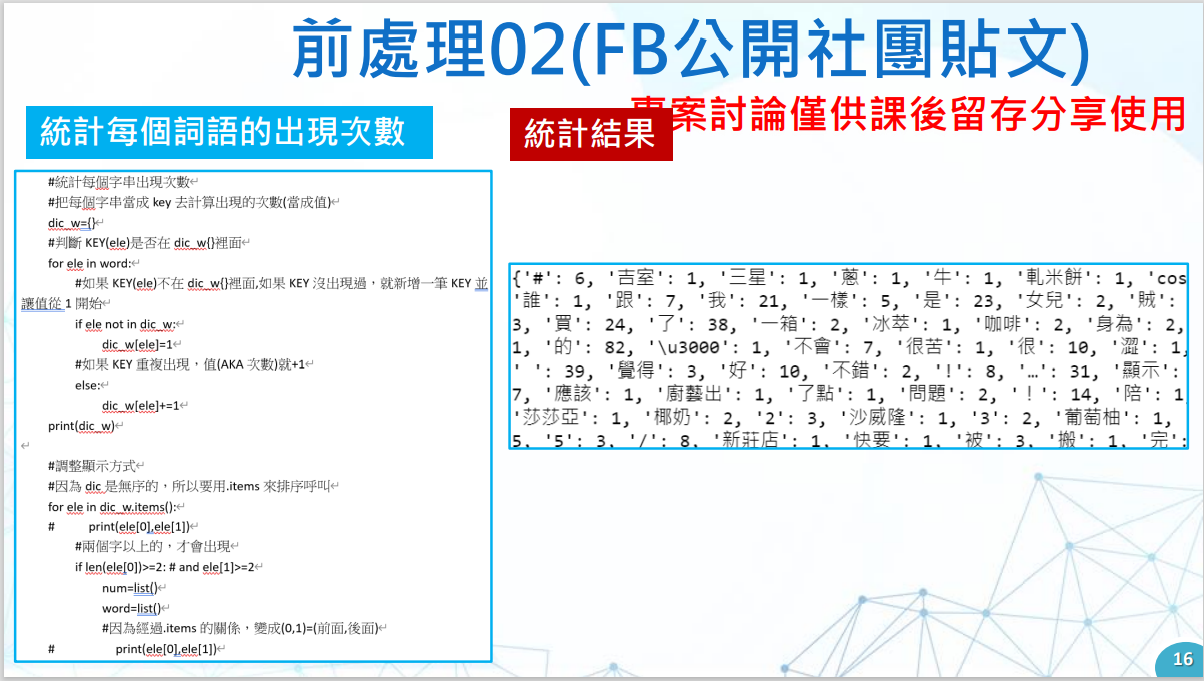 前處理02(FB公開社團貼文)
專案討論僅供課後留存分享使用
統計每個詞語的出現次數
#統計每個字串出現次數
#把每個字串當成 key 去計算出現的次數(當成值)
dic_w={}
#判斷 KEY(ele)是否在 dic_w{}裡面
for ele in word:
#如果 KEY(ele)不在 dic_w{}裡面,如果 KEY 沒出現過，就新增一筆 KEY 並
讓值從 1 開始
if ele not in dic_w:
dic_w[ele]=1
#如果 KEY 重複出現，值(AKA 次數)就+1
else:
dic_w[ele]+=1
print(dic_w)
#調整顯示方式
#因為 dic 是無序的，所以要用.items 來排序呼叫
for ele in dic_w.items():
# print(ele[0],ele[1])
#兩個字以上的，才會出現
if len(ele[0])>=2: # and ele[1]>=2
num=list()
word=list()
#因為經過.items 的關係，變成(0,1)=(前面,後面)
# print(ele[0],ele[1])
統計結果
{'#': 6, '吉室': 1, '三星': 1, '蔥': 1, '牛': 1, '軋米餅': 1, 'cos
'誰': 1, '跟': 7, '我': 21, '一樣': 5, '是': 23, '女兒': 2, '賊':
3, '買': 24, '了': 38, '一箱': 2, '冰萃': 1, '咖啡': 2, '身為': 2,
1, '的': 82, '\u3000': 1, '不會': 7, '很苦': 1, '很': 10, '澀': 1,
' ': 39, '覺得': 3, '好': 10, '不錯': 2, '!': 8, '…': 31, '顯示':
7, '應該': 1, '廚藝出': 1, '了點': 1, '問題': 2, '！': 14, '陪': 1
'莎莎亞': 1, '椰奶': 2, '2': 3, '沙威隆': 1, '3': 2, '葡萄柚': 1,
5, '5': 3, '/': 8, '新莊店': 1, '快要': 1, '被': 3, '搬': 1, '完':
16